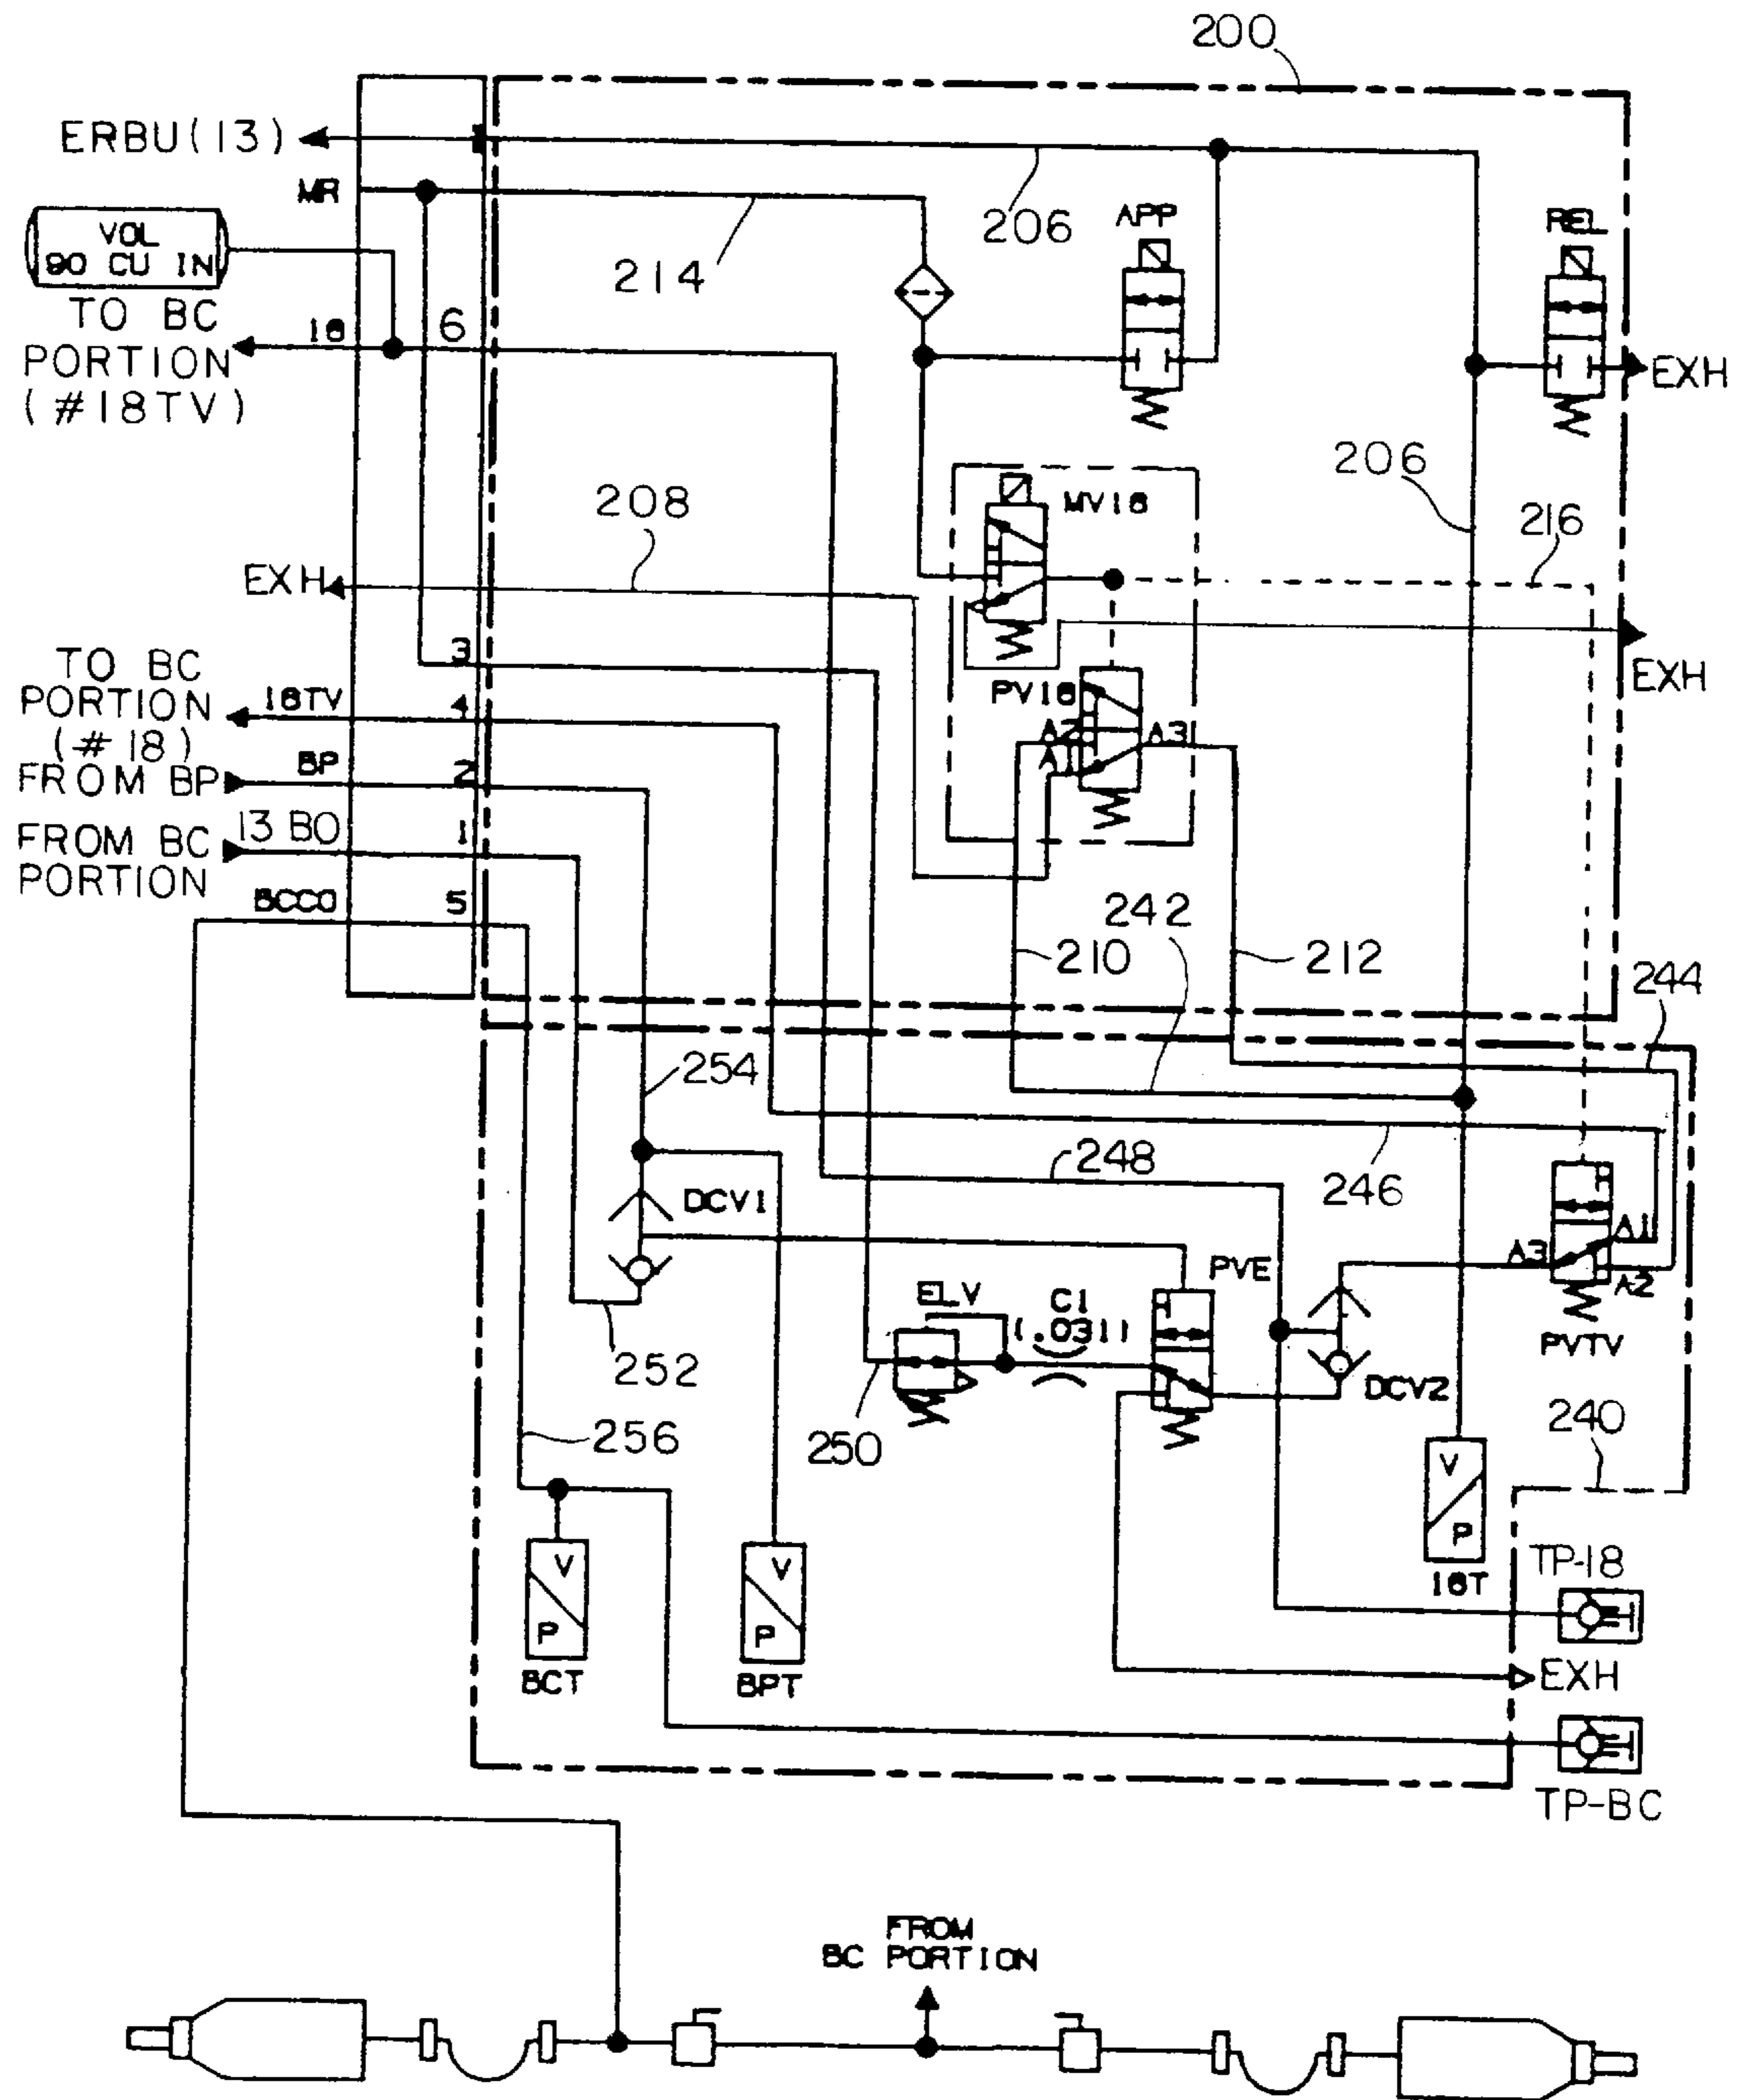 200
ERBU(13)
MR
206
APP
REL
VOL
90 CU IN
214
TO BC
PORTION
(#18TV)
18
6
EXH
206
208
MV18
216
EXH
EXH
TO BC
PORTION
(#18)
3
18TV
4
PV18
A2
A1
A3
FROM BP
BP
2
FROM BC
PORTION
13 BO
1
BCCO
5
242
210
212
244
254
248
246
DCV1
PVE
A1
A3
A2
ELV
C1
(.031)
PVTV
252
DCV2
240
256
250
V
P
18T
TP-18
V
P
BCT
V
P
BPT
EXH
TP-BC
FROM
BC PORTION